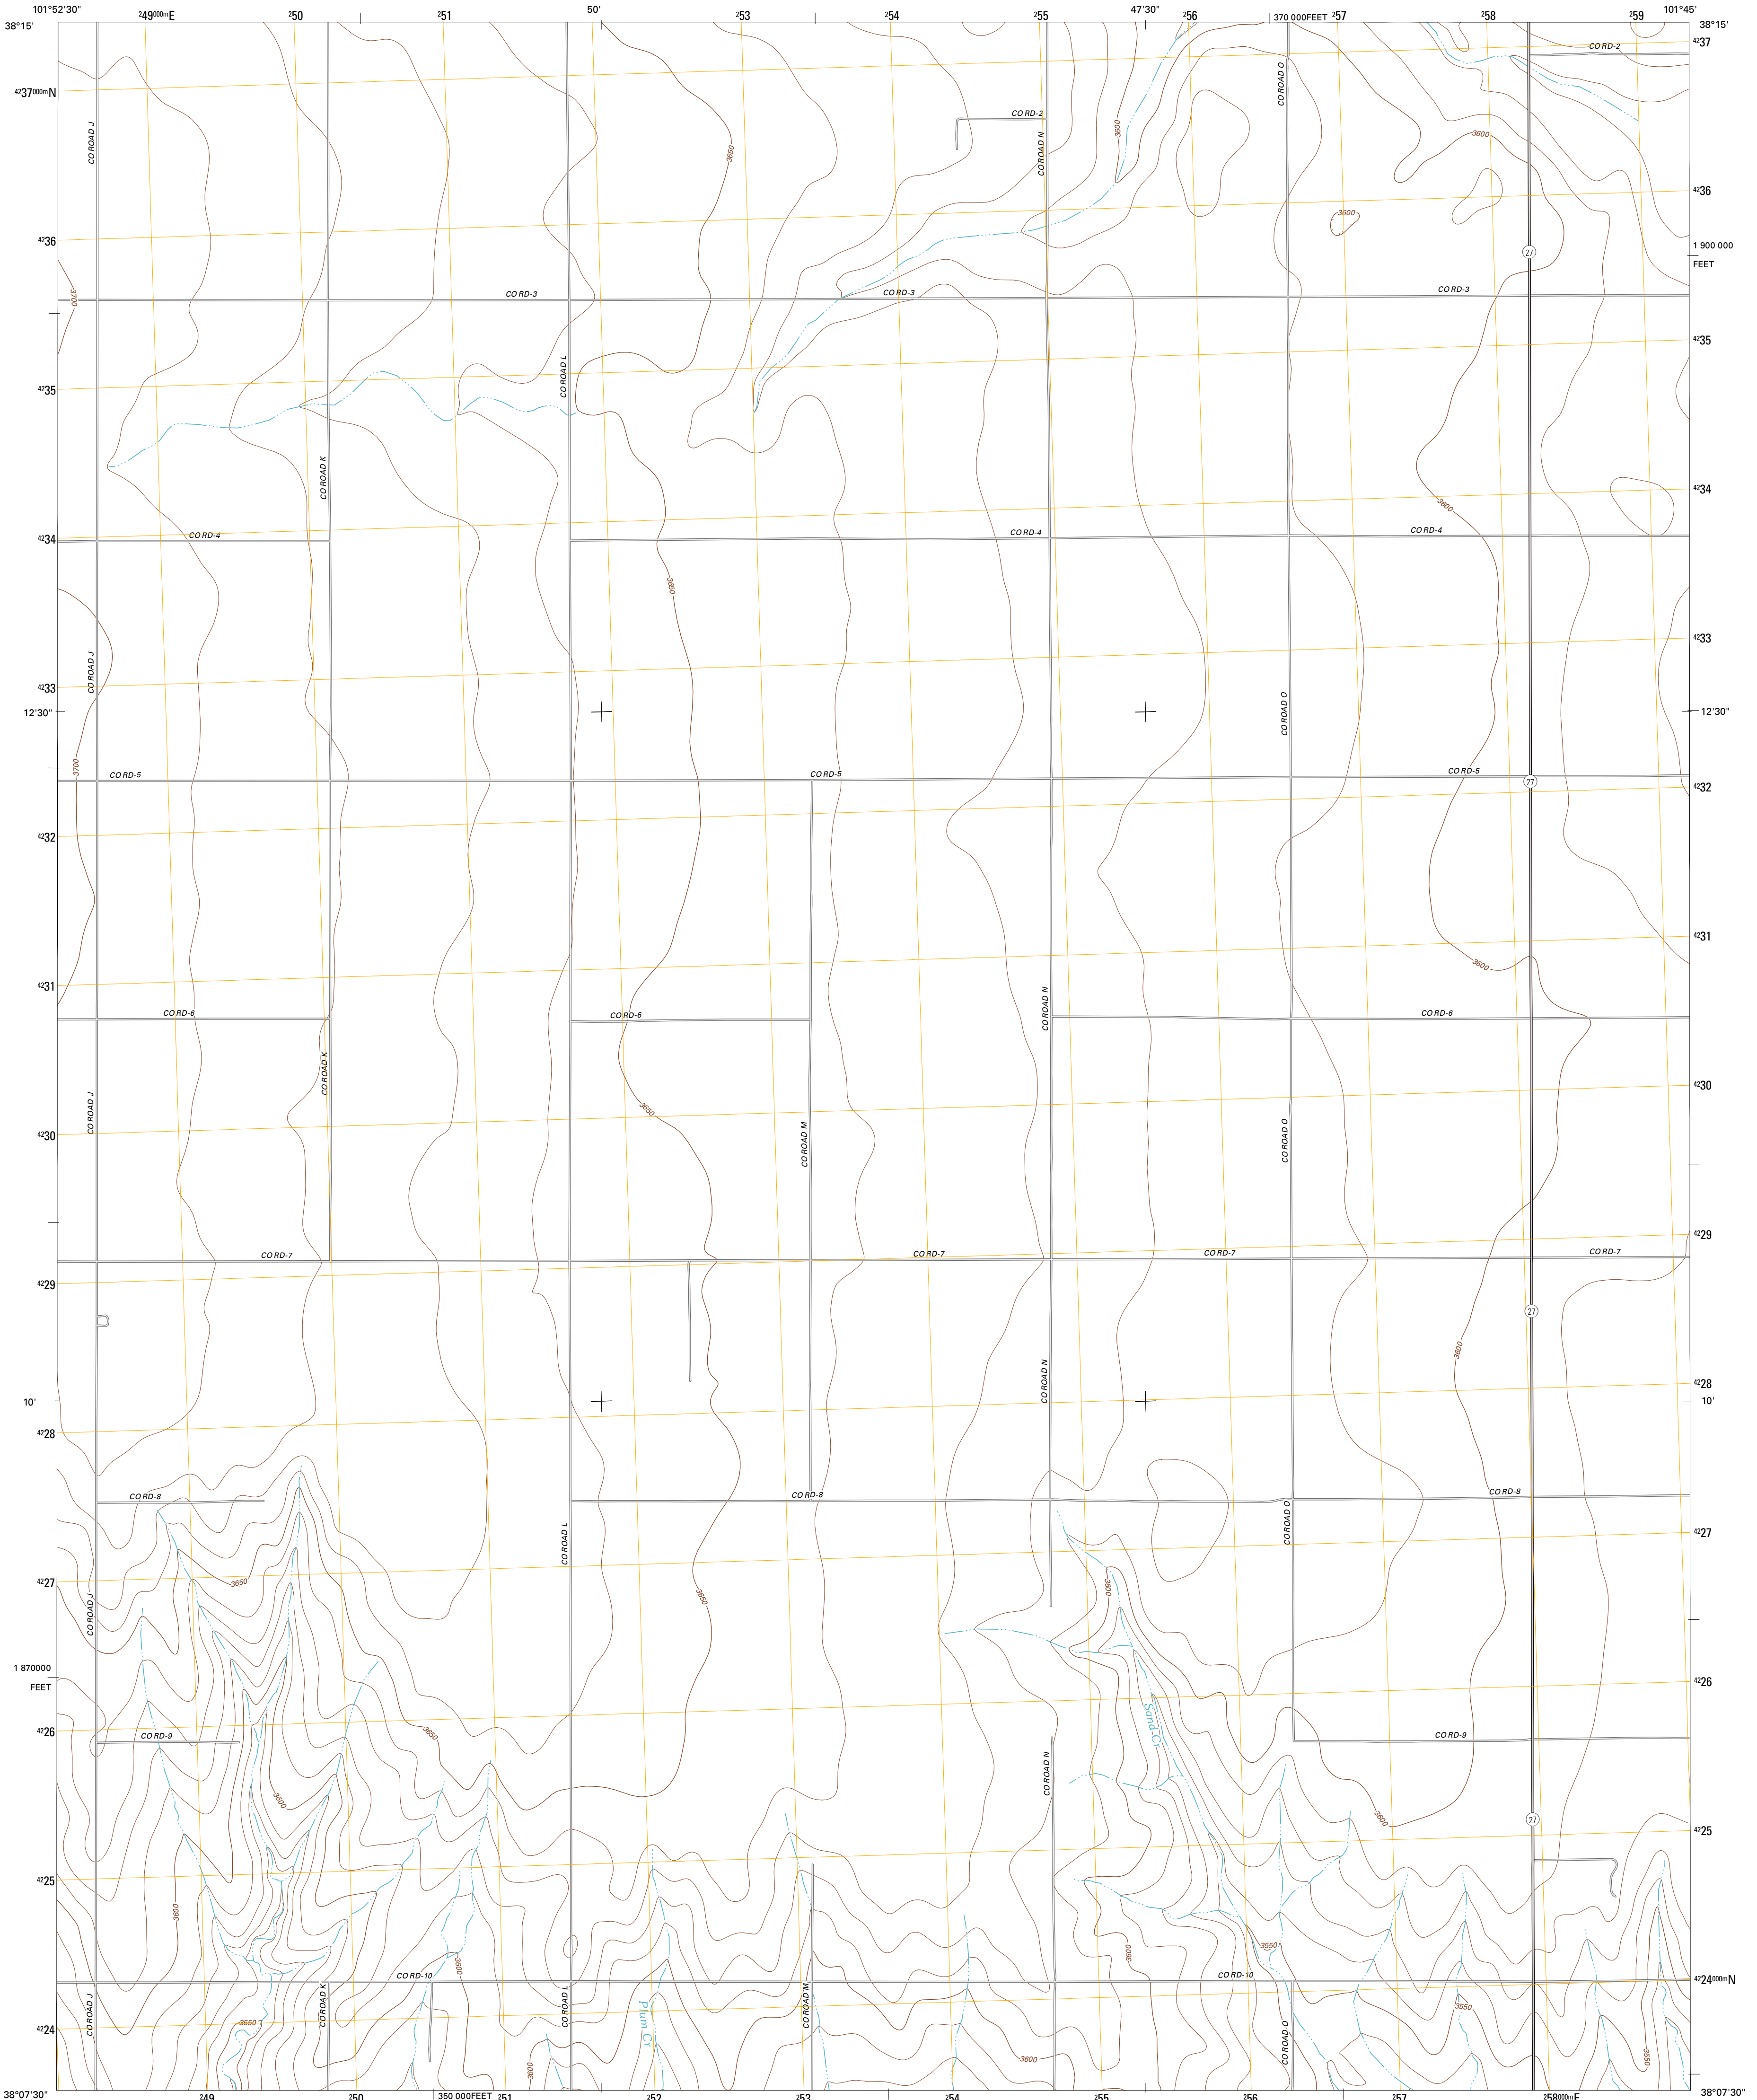 101°52'30" ²49⁰⁰⁰ᵐE ²50 ²51 50' ²53 ²54 ²55 47'30" ²56 370 000FEET ²57 ²58 ²59 101°45'
38°15' 38°15'
⁴²37
CO RD-2
⁴²37⁰⁰⁰ᵐN
CO ROAD O
CO RD-2
CO ROAD J
3600
3600
CO ROAD N
3650
⁴²36
3600
⁴²36
1 900 000
FEET
27
3700
CO RD-3
CO RD-3
CO RD-3
⁴²35
CO ROAD L
⁴²35
CO ROAD K
⁴²34
3600
CO RD-4
CO RD-4
CO RD-4
⁴²34
3650
⁴²33
CO ROAD J
⁴²33
CO ROAD O
12'30" 12'30"
3700
CO RD-5
CO RD-5
CO RD-5
27
⁴²32
⁴²32
⁴²31
3600
⁴²31
CO ROAD N
CO RD-6
CO RD-6
CO RD-6
CO ROAD K
⁴²30
3650
CO ROAD J
CO ROAD M
CO ROAD O
⁴²30
⁴²29
CO RD-7
CO RD-7
CO RD-7
CO RD-7
⁴²29
27
3600
CO ROAD N
⁴²28
10' 10'
⁴²28
CO RD-8
CO RD-8
CO RD-8
CO ROAD O
⁴²27
CO ROAD L
⁴²27
3650
3600
3650
CO ROAD J
1 870000
FEET
⁴²26
Sand Cr
⁴²26
3650
CO RD-9
CO RD-9
CO ROAD N
3600
3600
27
⁴²25
⁴²25
3600
3550
3600
3600
CO RD-10
CO RD-10
⁴²24⁰⁰⁰ᵐN
CO ROAD J
CO ROAD K
CO ROAD L
Plum Cr
CO ROAD M
CO ROAD O
3550
3550
⁴²24
3600
3600
3550
38°07'30" 38°07'30"
²49 ²50 350 000FEET ²51 ²52 ²53 ²54 ²55 ²56 ²57 ²58⁰⁰⁰ᵐE